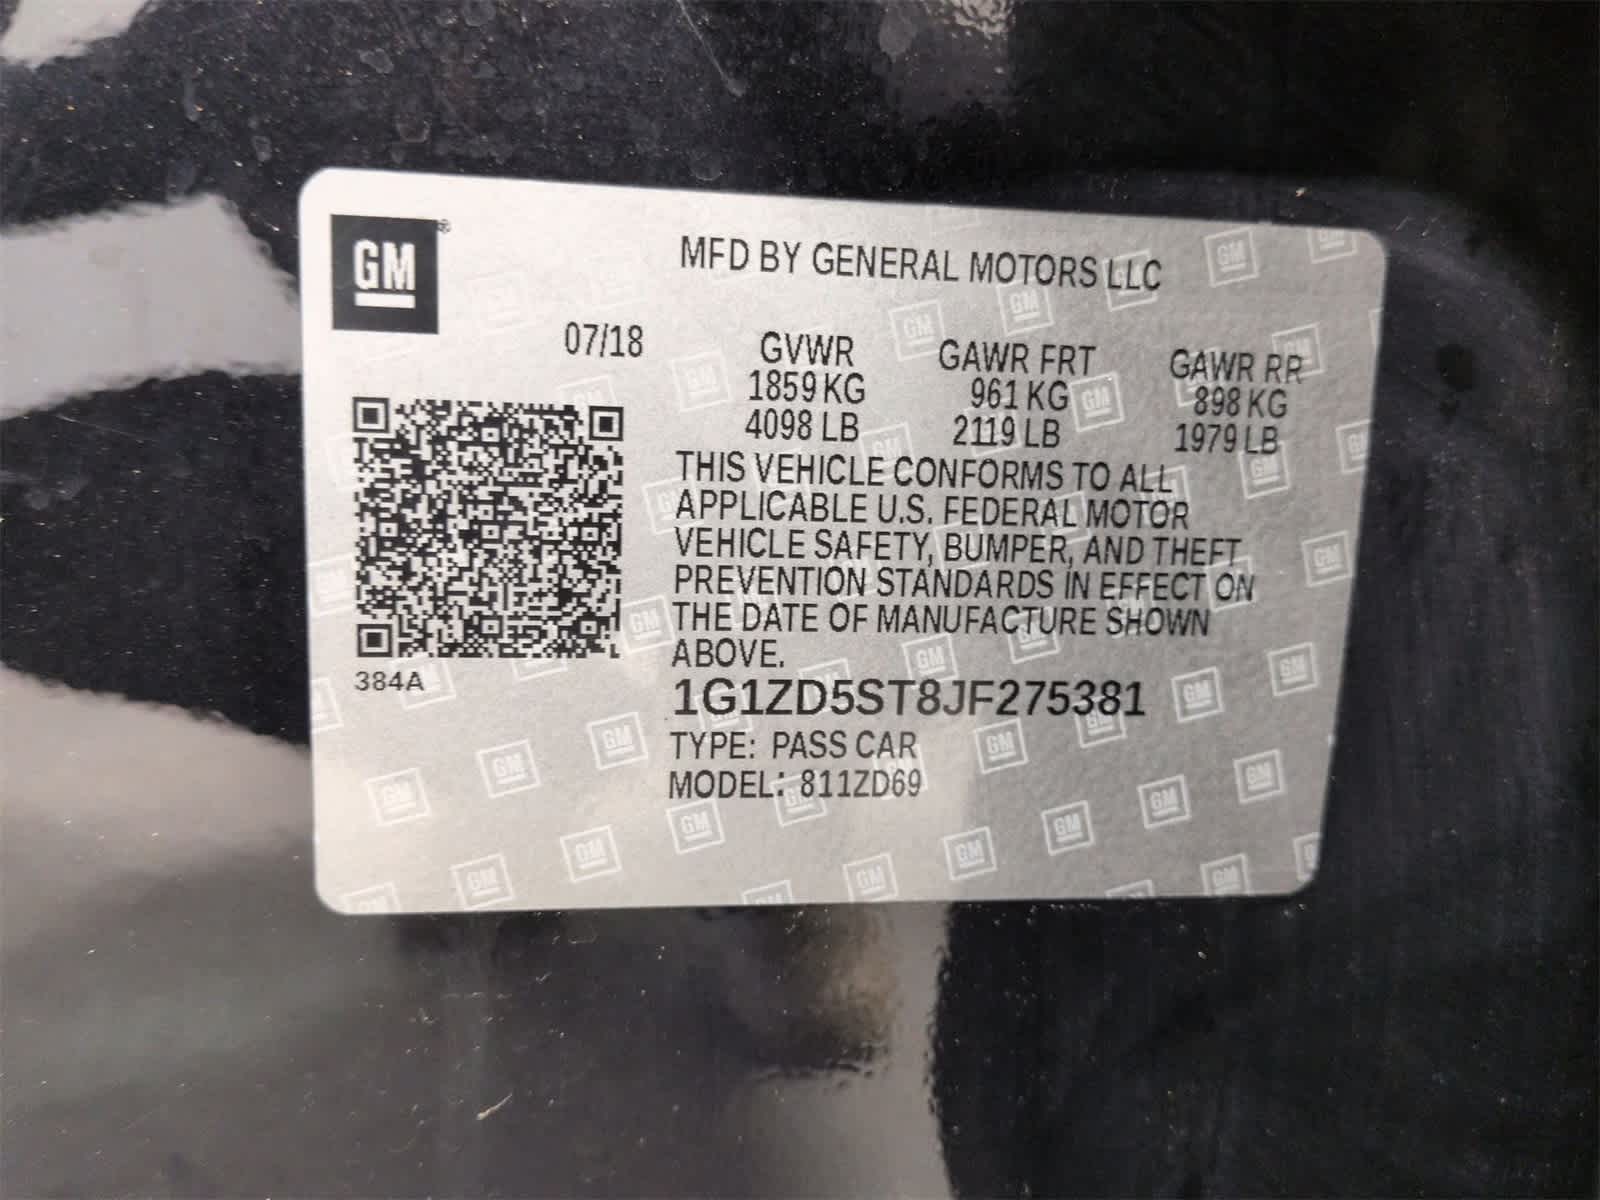 GM®
MFD BY GENERAL MOTORS LLC
07/18
GVWR GAWR FRT GAWR RR
1859 KG 961 KG 898 KG
4098 LB 2119 LB 1979 LB
THIS VEHICLE CONFORMS TO ALL
APPLICABLE U.S. FEDERAL MOTOR
VEHICLE SAFETY, BUMPER, AND THEFT
PREVENTION STANDARDS IN EFFECT ON
THE DATE OF MANUFACTURE SHOWN
ABOVE.
384A
1G1ZD5ST8JF275381
TYPE: PASS CAR
MODEL: 811ZD69